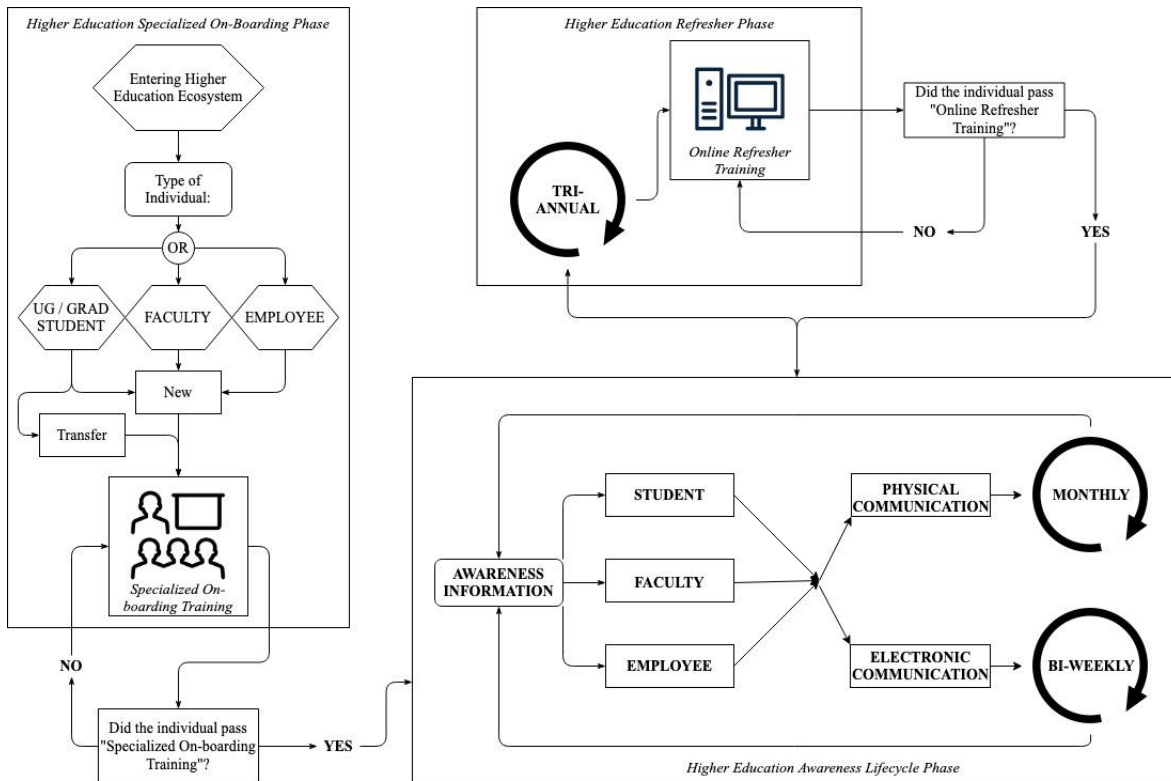 Higher Education Specialized On-Boarding Phase
Entering Higher
Education Ecosystem
Type of
Individual:
OR
UG / GRAD
STUDENT
FACULTY
EMPLOYEE
New
Transfer
Specialized On-
boarding Training
NO
Did the individual pass
"Specialized On-boarding
Training"?
YES
Higher Education Refresher Phase
TRI-
ANNUAL
Online Refresher
Training
Did the individual pass
"Online Refresher
Training"?
NO
YES
AWARENESS
INFORMATION
STUDENT
FACULTY
EMPLOYEE
PHYSICAL
COMMUNICATION
MONTHLY
ELECTRONIC
COMMUNICATION
BI-WEEKLY
Higher Education Awareness Lifecycle Phase